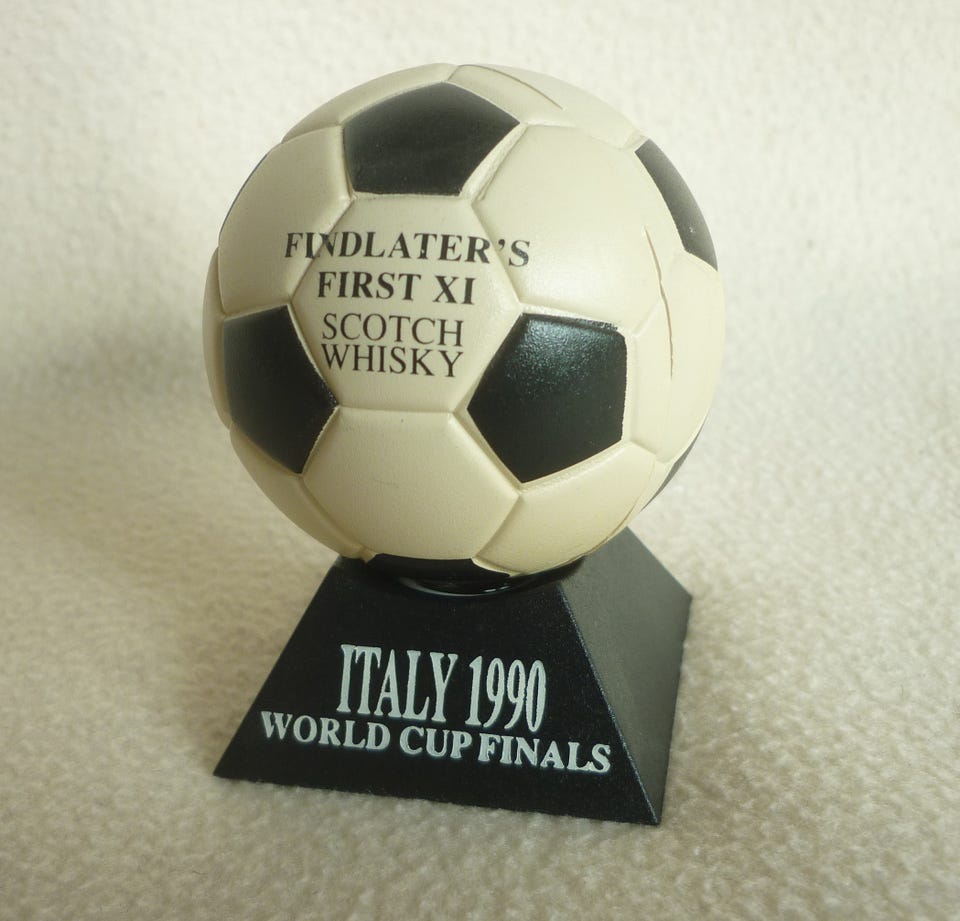 FINDLATER'S
FIRST XI
SCOTCH
WHISKY
ITALY 1990
WORLD CUP FINALS